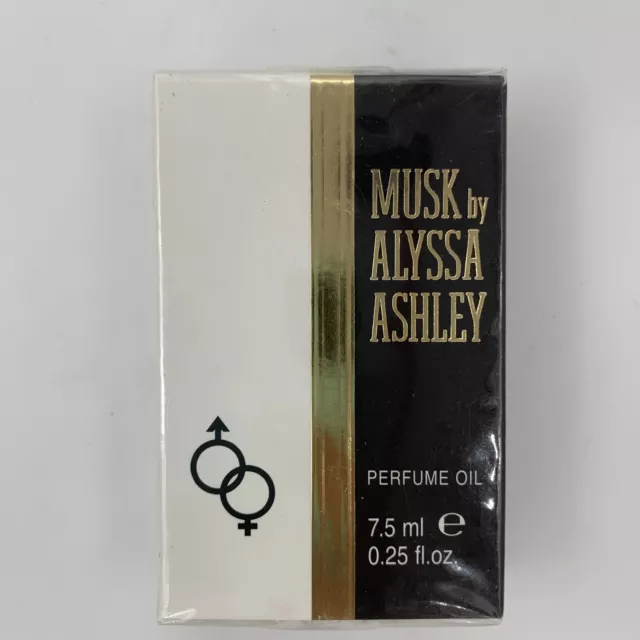 MUSK by
ALYSSA
ASHLEY
PERFUME OIL
7.5 ml ℮
0.25 fl.oz.